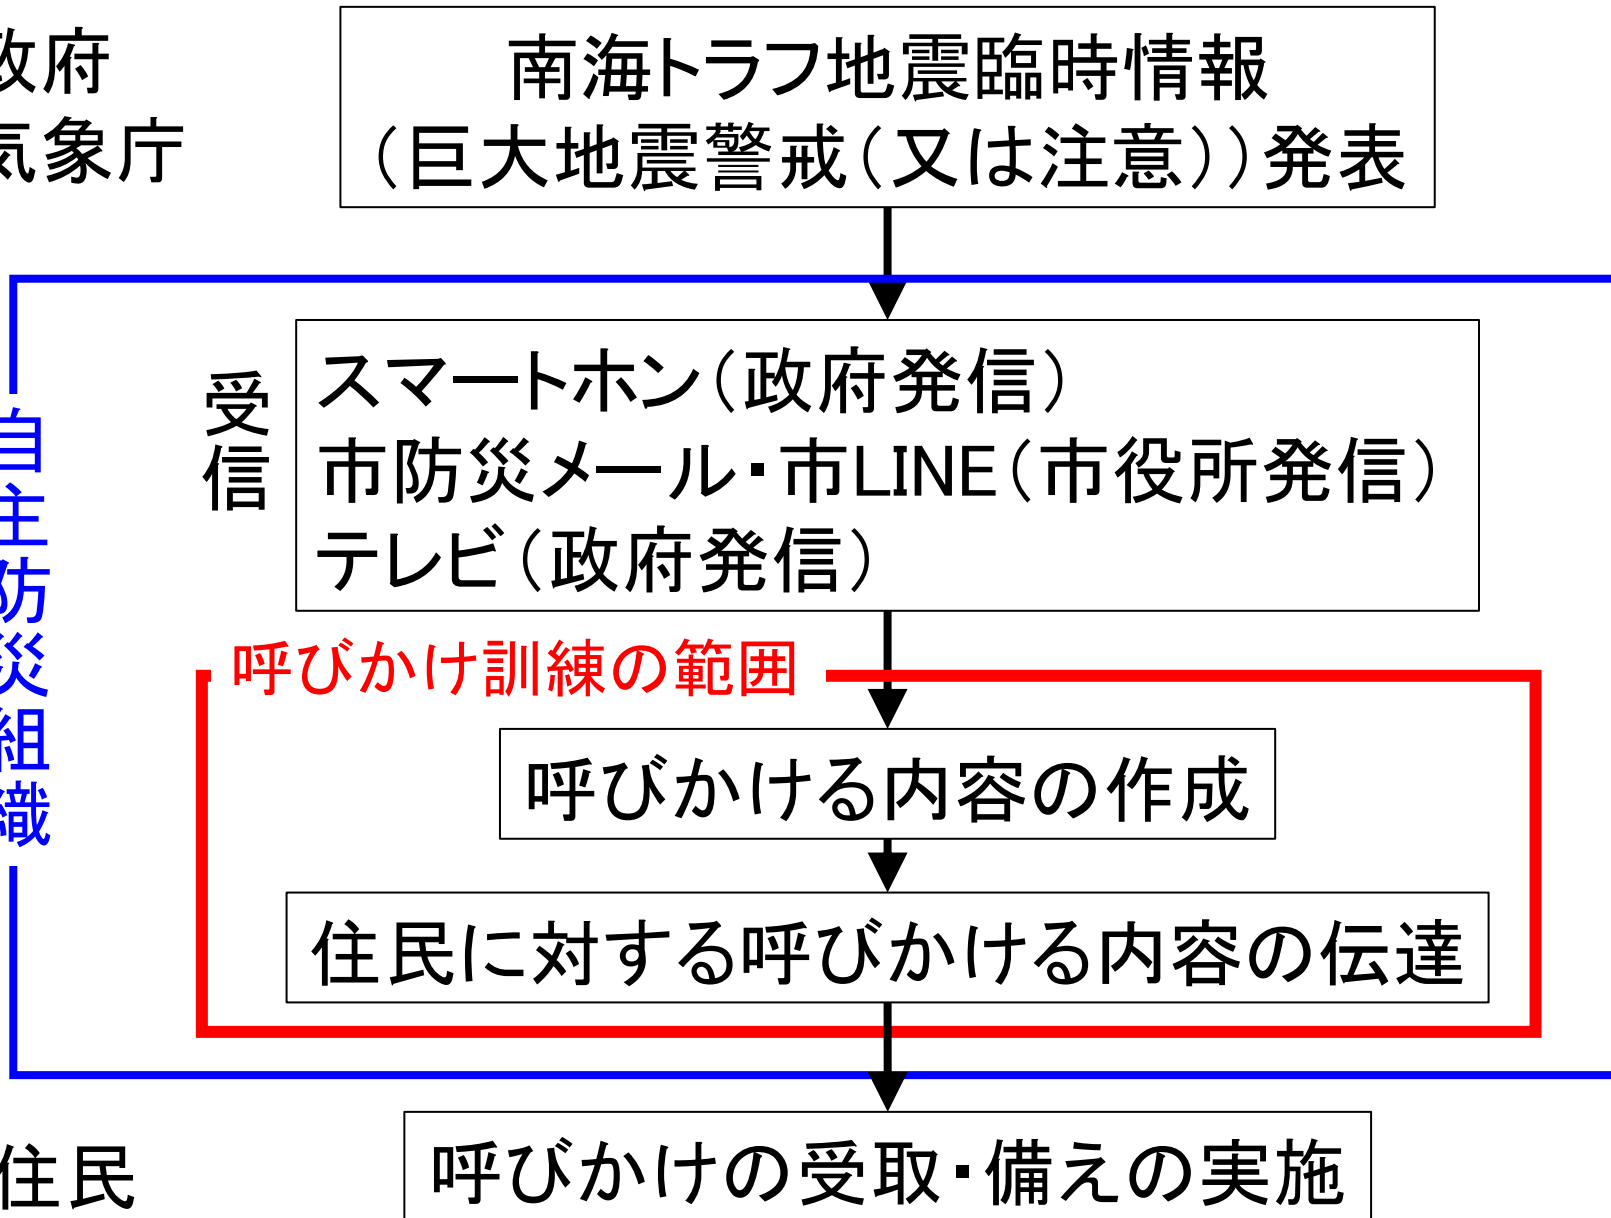 政府
気象庁
南海トラフ地震臨時情報
（巨大地震警戒（又は注意））発表
自主防災組織
受信
スマートホン（政府発信）
市防災メール・市LINE（市役所発信）
テレビ（政府発信）
呼びかけ訓練の範囲
呼びかける内容の作成
住民に対する呼びかける内容の伝達
住民
呼びかけの受取・備えの実施